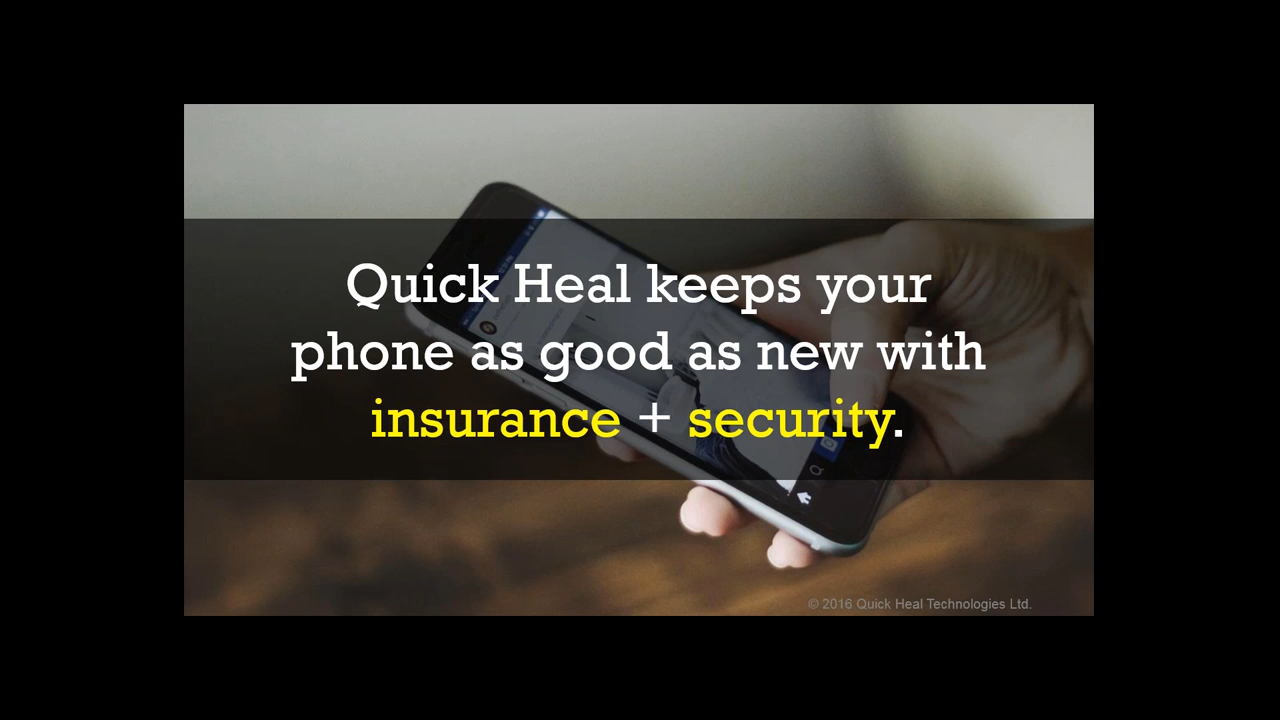 Quick Heal keeps your
phone as good as new with
insurance + security.
© 2016 Quick Heal Technologies Ltd.